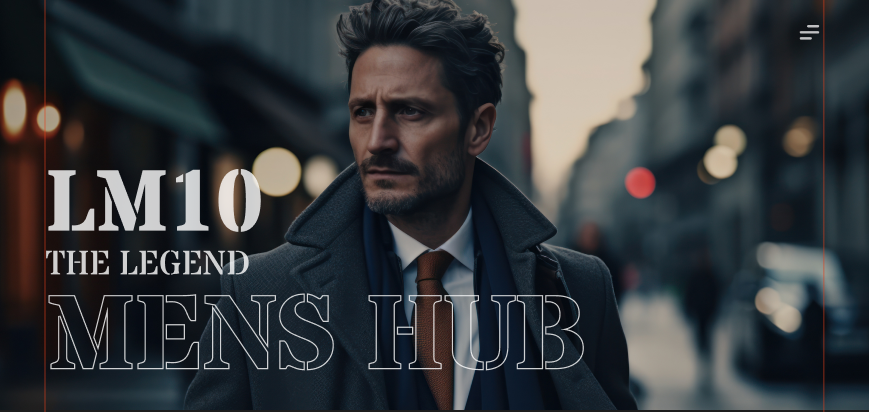 LM10
THE LEGEND
MENS HUB